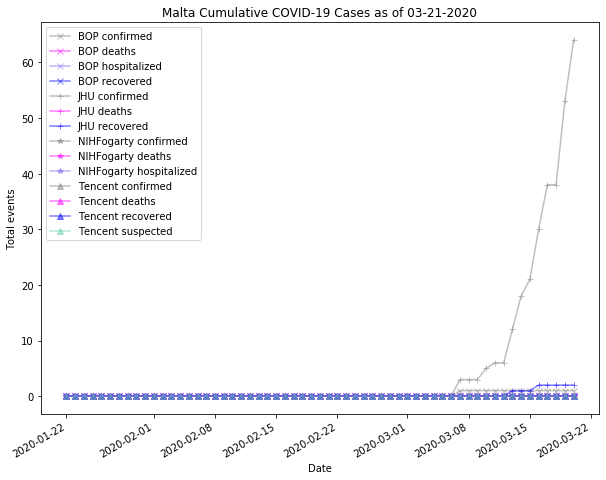 Malta Cumulative COVID-19 Cases as of 03-21-2020
BOP confirmed
BOP deaths
BOP hospitalized
BOP recovered
JHU confirmed
JHU deaths
JHU recovered
NIHFogarty confirmed
NIHFogarty deaths
NIHFogarty hospitalized
Tencent confirmed
Tencent deaths
Tencent recovered
Tencent suspected
Total events
60
50
40
30
20
10
0
2020-01-22
2020-02-01
2020-02-08
2020-02-15
2020-02-22
2020-03-01
2020-03-08
2020-03-15
2020-03-22
Date